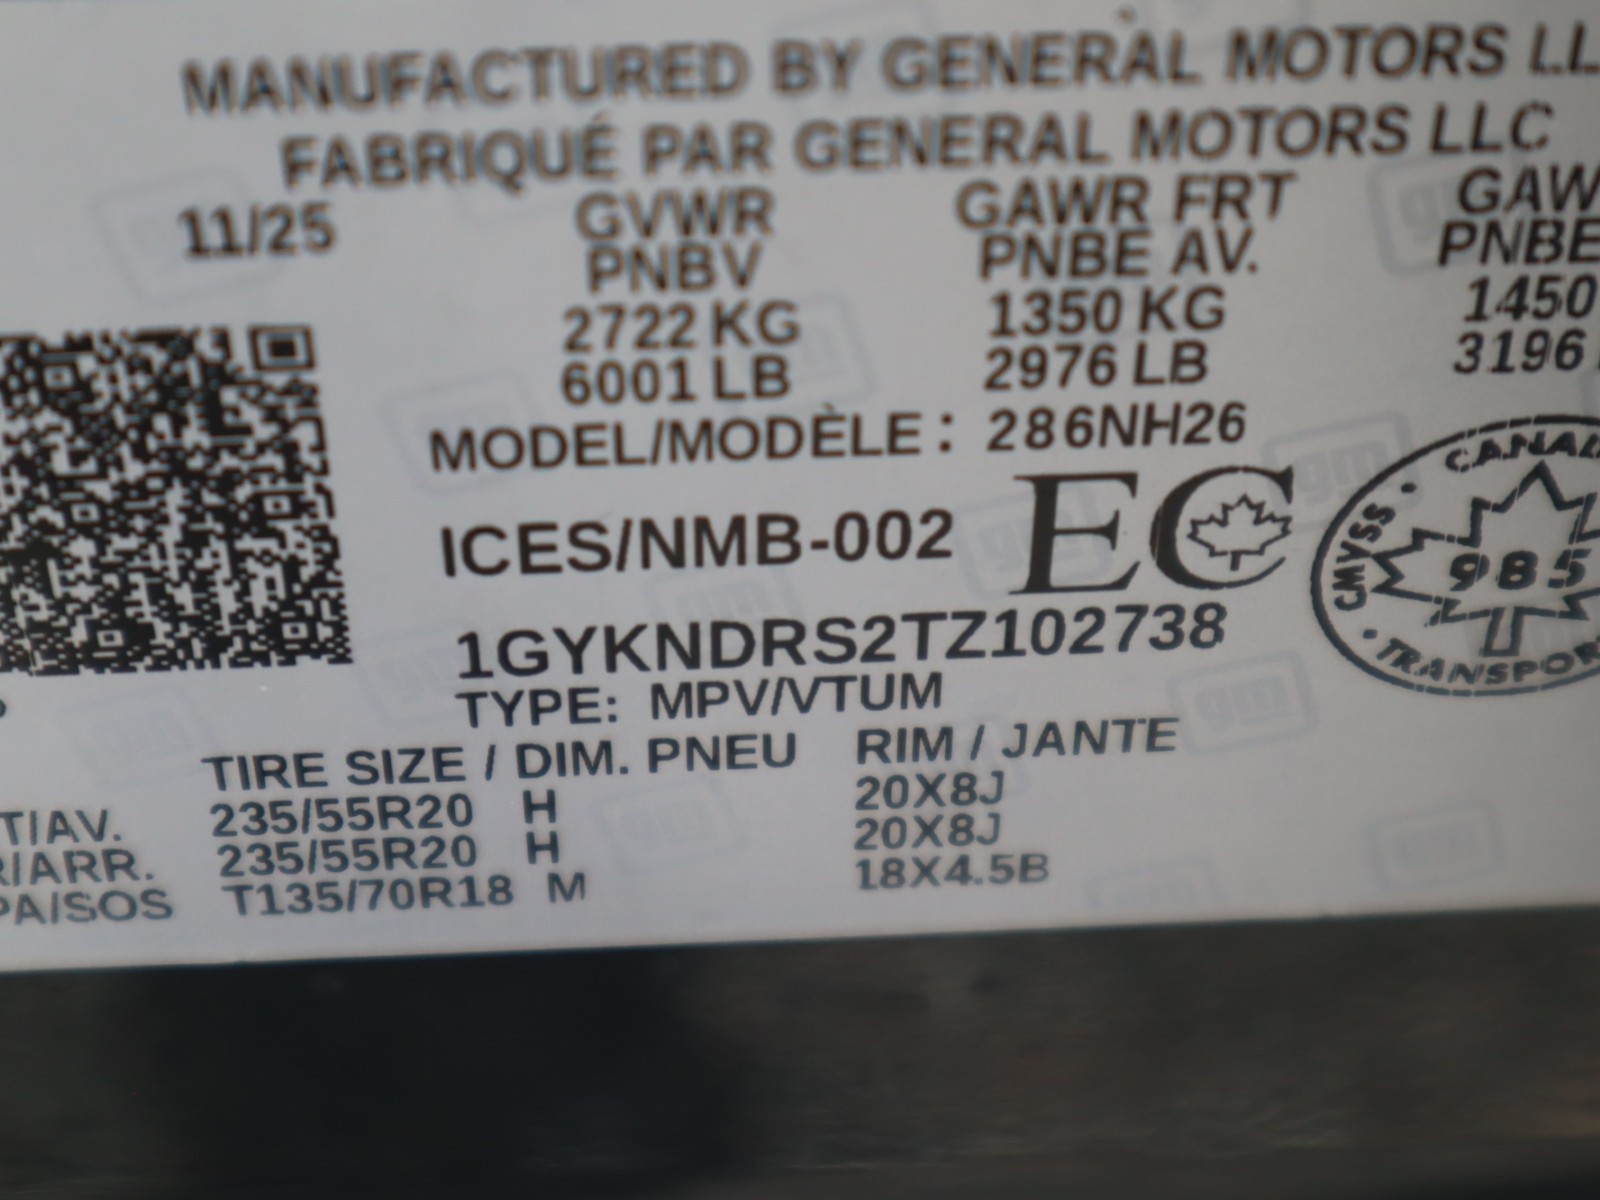 MANUFACTURED BY GENERAL MOTORS LL
FABRIQUÉ PAR GENERAL MOTORS LLC
11/25 GVWR GAWR FRT GAW
PNBV PNBE AV. PNBE
2722 KG 1350 KG 1450
6001 LB 2976 LB 3196
MODEL/MODÈLE : 286NH26
ICES/NMB-002 EC
CANAD
CMVSS
985
TRANSPOR
1GYKNDRS2TZ102738
TYPE: MPV/VTUM
TIRE SIZE / DIM. PNEU RIM / JANTE
T/AV. 235/55R20 H 20X8J
R/ARR. 235/55R20 H 20X8J
PA/SOS T135/70R18 M 18X4.5B